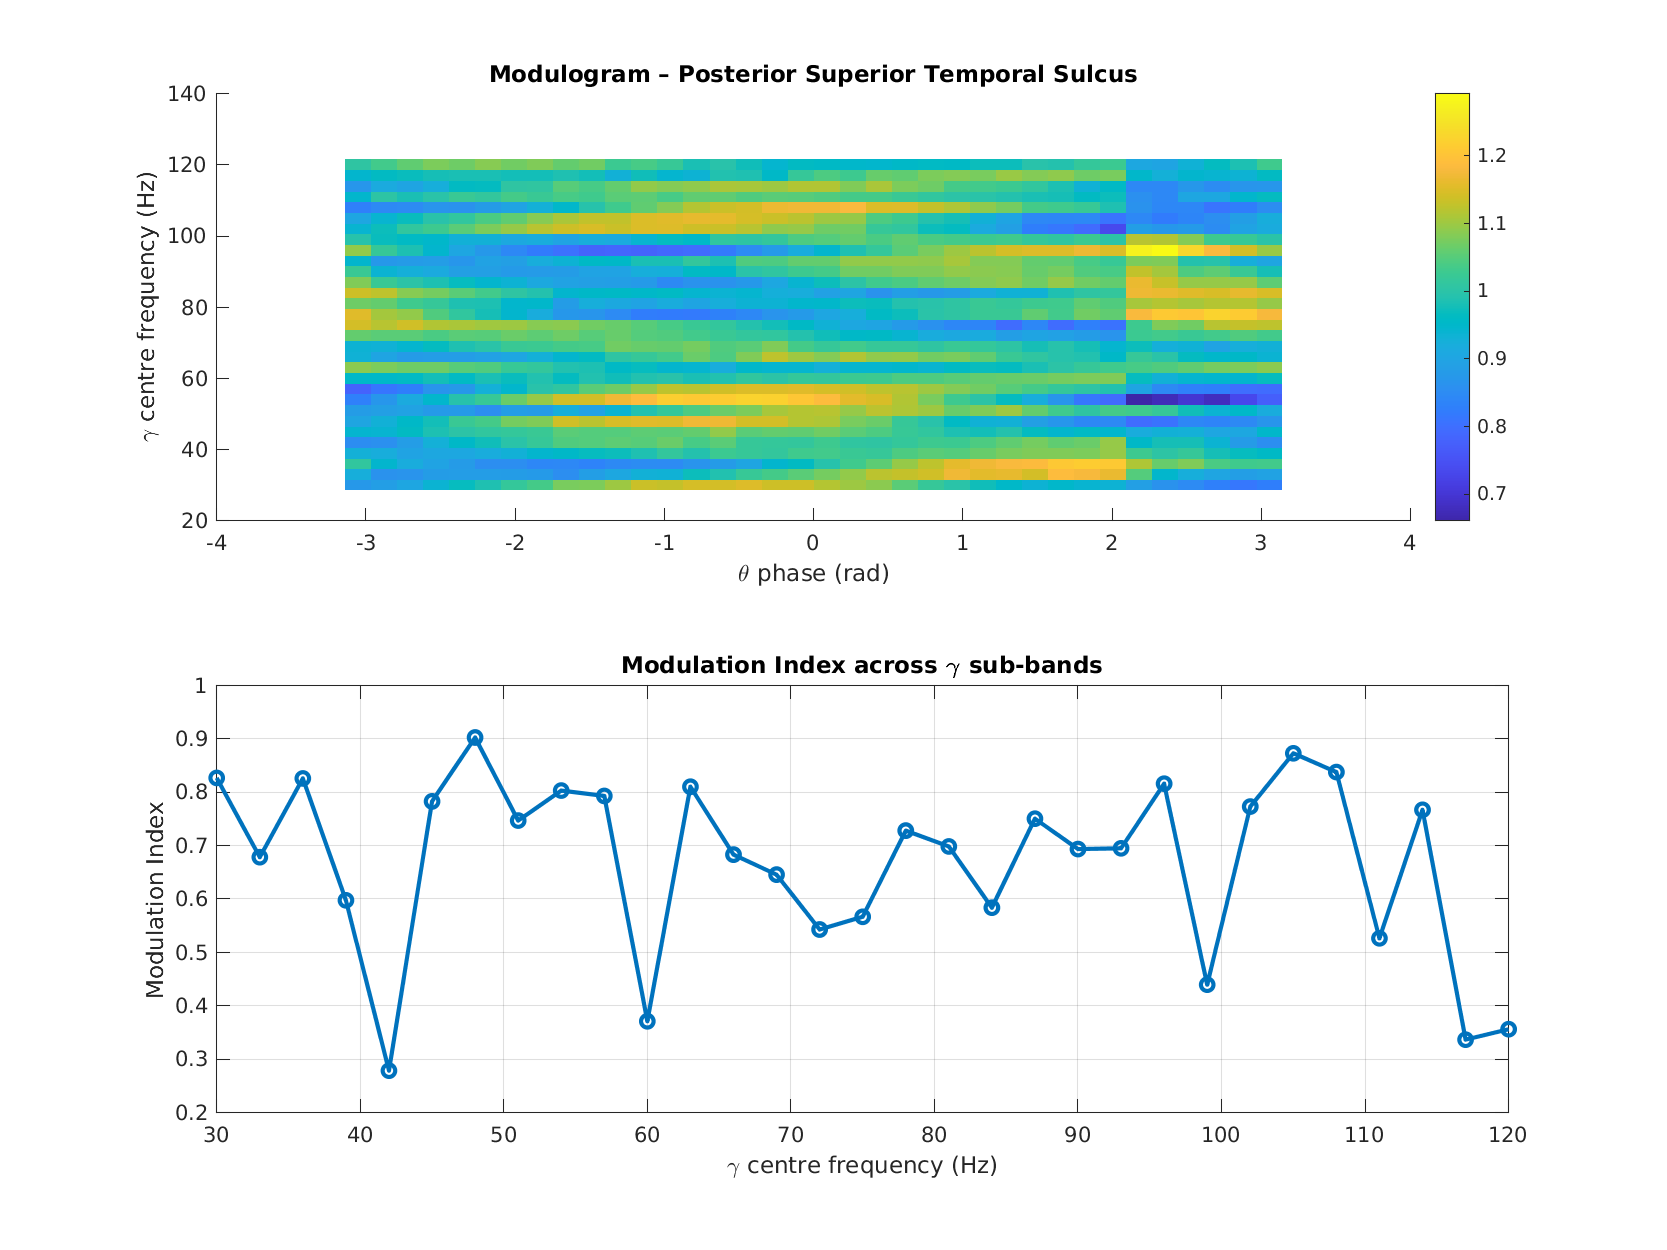 Modulogram – Posterior Superior Temporal Sulcus
140
120
100
80
60
40
20
γ centre frequency (Hz)
-4 -3 -2 -1 0 1 2 3 4
θ phase (rad)
1.2
1.1
1
0.9
0.8
0.7
Modulation Index across γ sub-bands
1
0.9
0.8
0.7
0.6
0.5
0.4
0.3
0.2
Modulation Index
30 40 50 60 70 80 90 100 110 120
γ centre frequency (Hz)